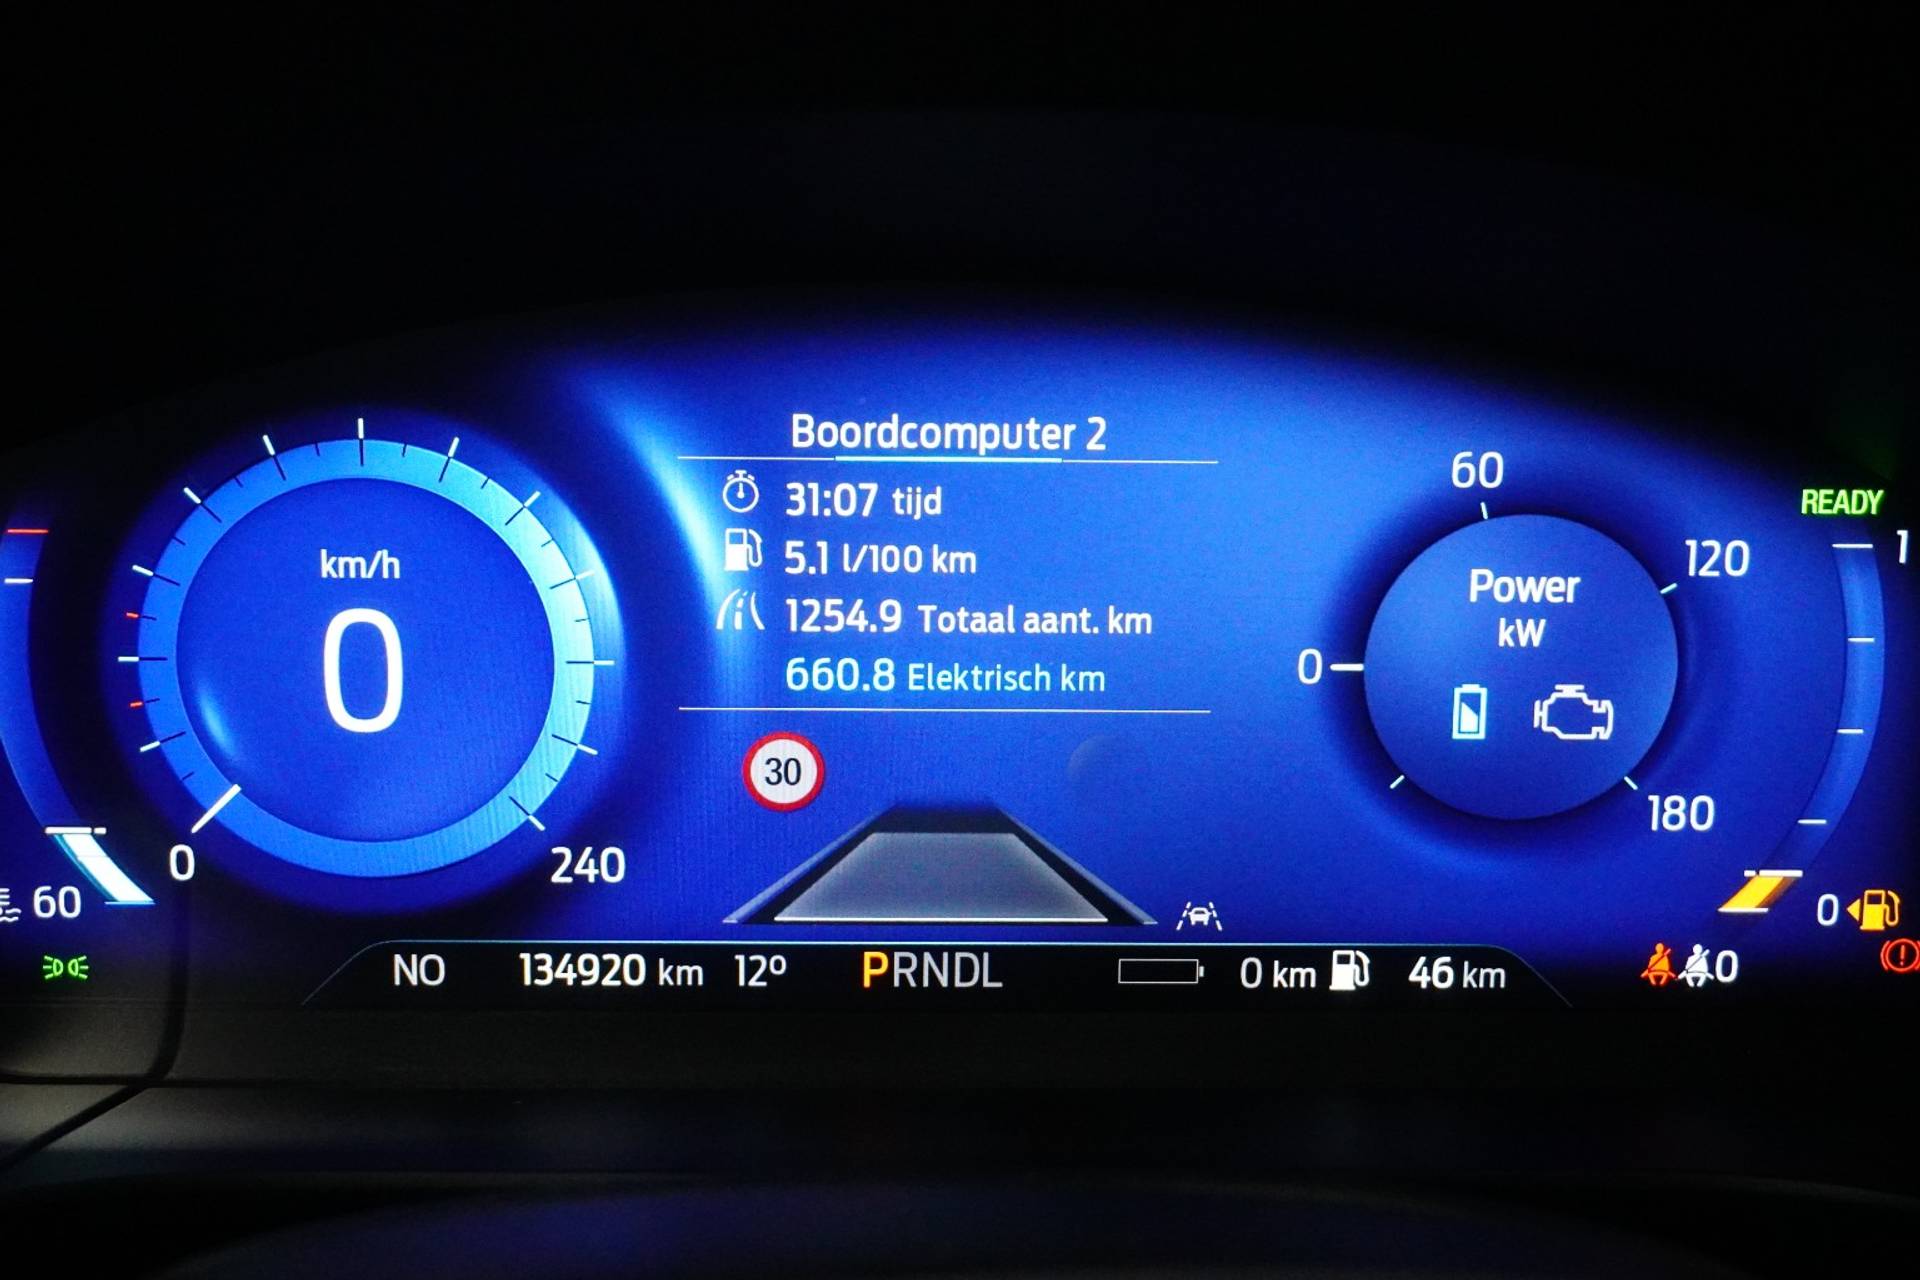 Boordcomputer 2
31:07 tijd
5.1 l/100 km
1254.9 Totaal aant. km
660.8 Elektrisch km
km/h
0
0
240
60
30
Power
kW
0
60
120
180
READY
1
0
NO 134920 km 12º PRNDL 0 km 46 km
0